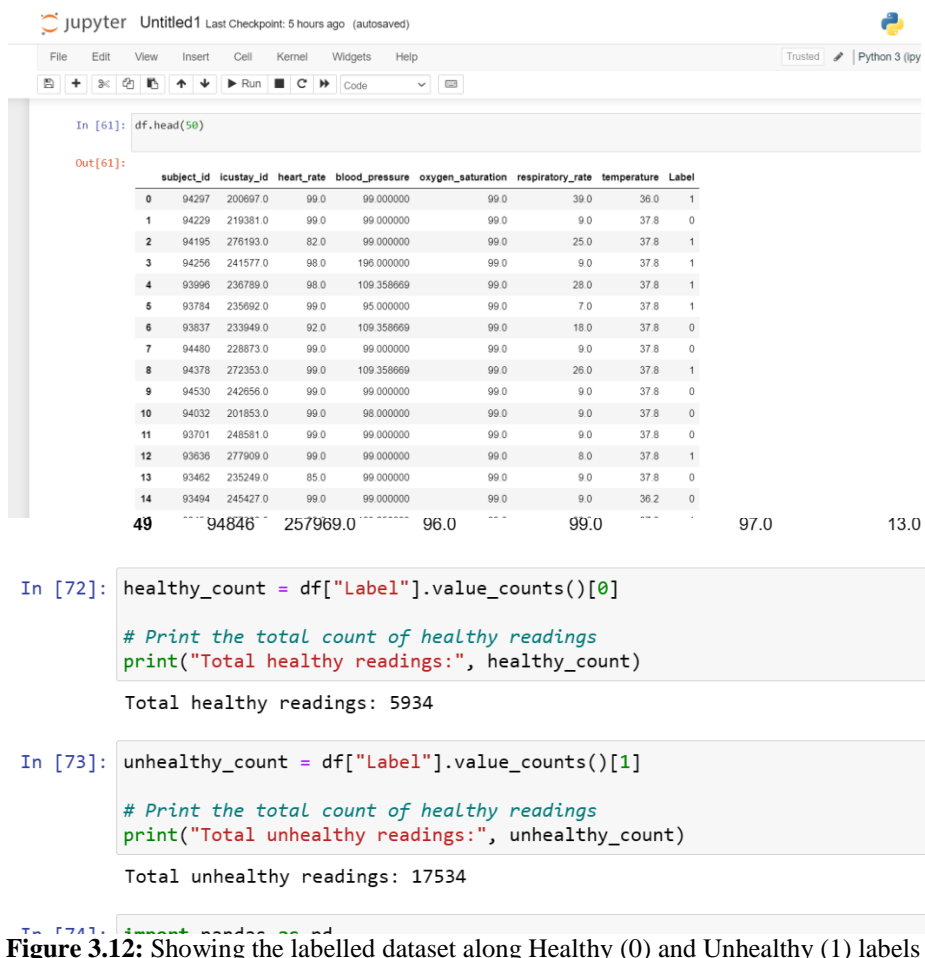 jupyter Untitled1 Last Checkpoint: 5 hours ago (autosaved)
File Edit View Insert Cell Kernel Widgets Help Trusted Python 3 (ipy
Run Code
In [61]: df.head(50)
Out[61]:
subject_id icustay_id heart_rate blood_pressure oxygen_saturation respiratory_rate temperature Label
0 94297 200697.0 99.0 99.000000 99.0 39.0 36.0 1
1 94229 219381.0 99.0 99.000000 99.0 9.0 37.8 0
2 94195 276193.0 82.0 99.000000 99.0 25.0 37.8 1
3 94256 241577.0 98.0 196.000000 99.0 9.0 37.8 1
4 93996 236789.0 98.0 109.358669 99.0 28.0 37.8 1
5 93784 235692.0 99.0 95.000000 99.0 7.0 37.8 1
6 93837 233949.0 92.0 109.358669 99.0 18.0 37.8 0
7 94480 228873.0 99.0 99.000000 99.0 9.0 37.8 0
8 94378 272353.0 99.0 109.358669 99.0 26.0 37.8 1
9 94530 242656.0 99.0 99.000000 99.0 9.0 37.8 0
10 94032 201853.0 99.0 98.000000 99.0 9.0 37.8 0
11 93701 248581.0 99.0 99.000000 99.0 9.0 37.8 0
12 93636 277909.0 99.0 99.000000 99.0 8.0 37.8 1
13 93462 235249.0 85.0 99.000000 99.0 9.0 37.8 0
14 93494 245427.0 99.0 99.000000 99.0 9.0 36.2 0
49 94846 257969.0 96.0 99.0 97.0 13.0
In [72]: healthy_count = df["Label"].value_counts()[0]
# Print the total count of healthy readings
print("Total healthy readings:", healthy_count)
Total healthy readings: 5934
In [73]: unhealthy_count = df["Label"].value_counts()[1]
# Print the total count of healthy readings
print("Total unhealthy readings:", unhealthy_count)
Total unhealthy readings: 17534
In [74]: import pandas as pd
Figure 3.12: Showing the labelled dataset along Healthy (0) and Unhealthy (1) labels